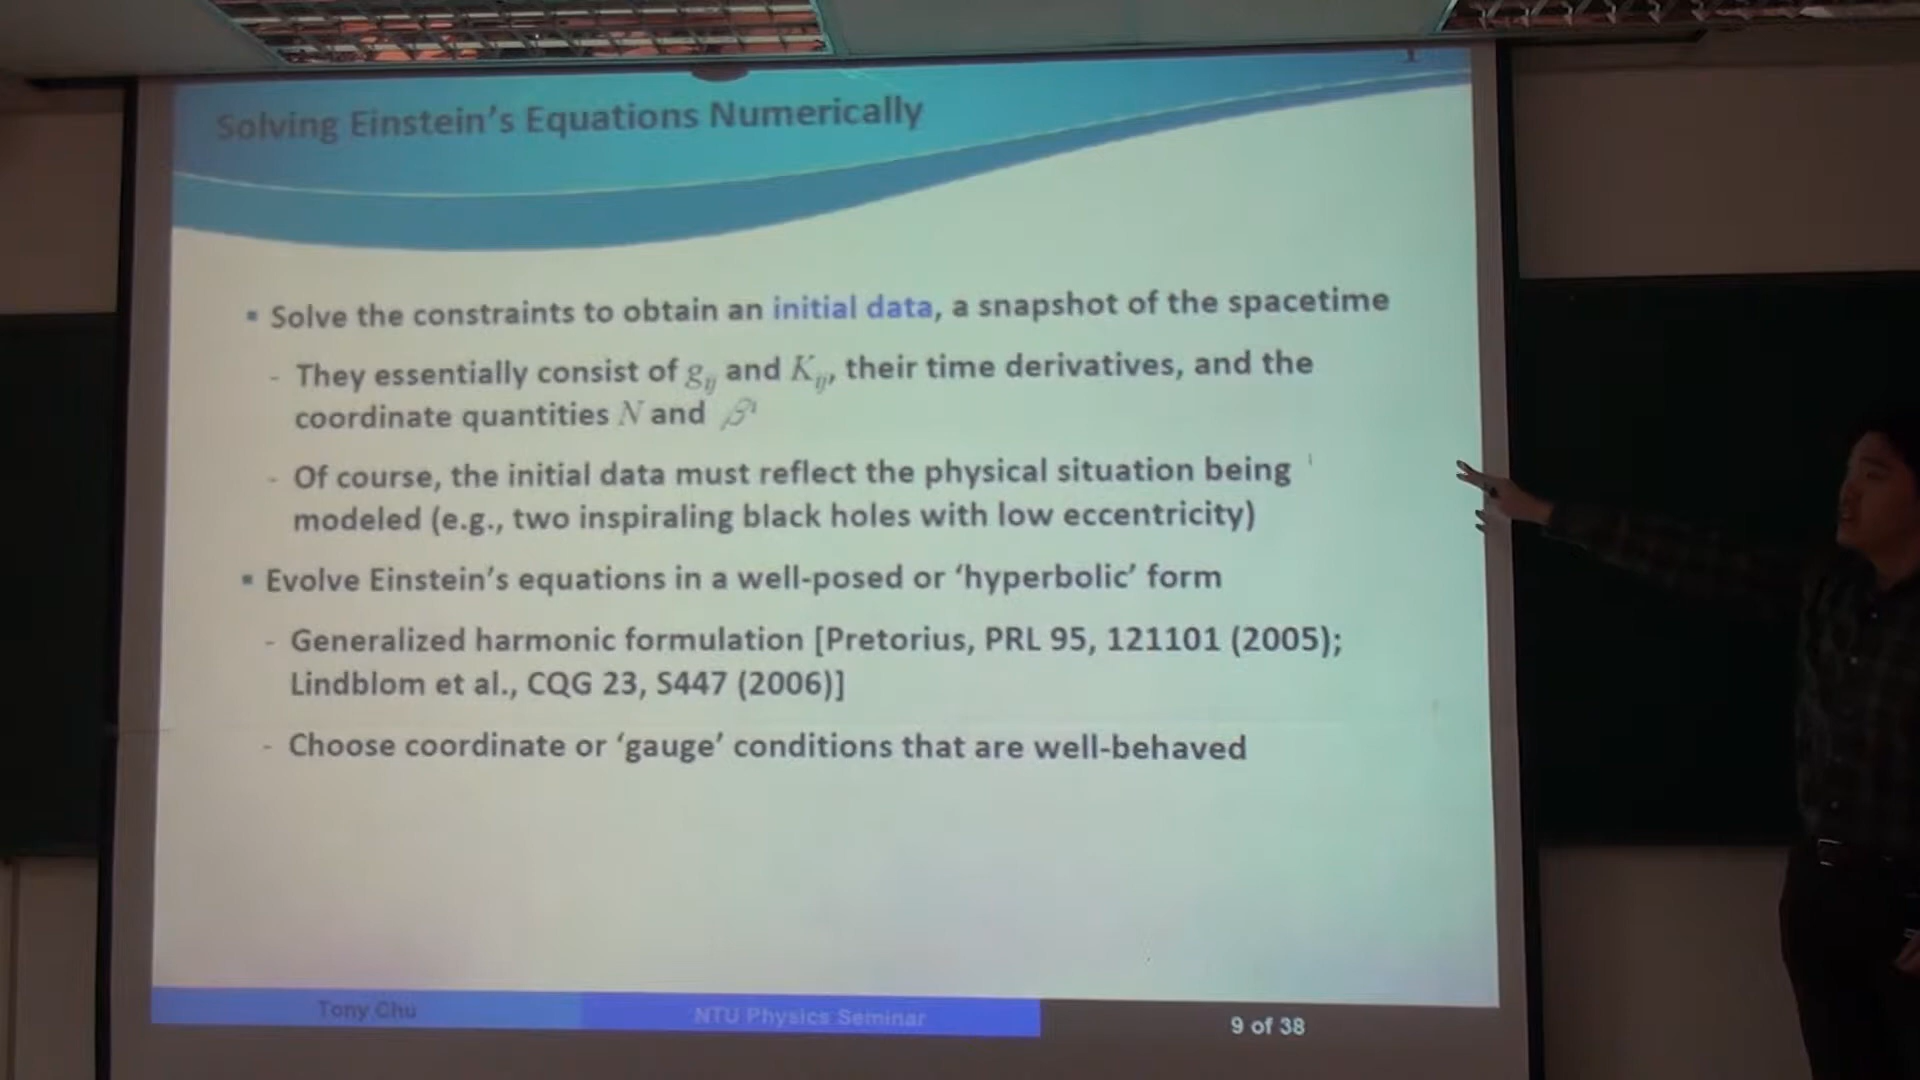 Solving Einstein's Equations Numerically
▪ Solve the constraints to obtain an initial data, a snapshot of the spacetime
- They essentially consist of g_ij and K_ij, their time derivatives, and the
coordinate quantities N and β^i
- Of course, the initial data must reflect the physical situation being
modeled (e.g., two inspiraling black holes with low eccentricity)
▪ Evolve Einstein's equations in a well-posed or ‘hyperbolic’ form
- Generalized harmonic formulation [Pretorius, PRL 95, 121101 (2005);
Lindblom et al., CQG 23, S447 (2006)]
- Choose coordinate or ‘gauge’ conditions that are well-behaved
Tony Chu
NTU Physics Seminar
9 of 38